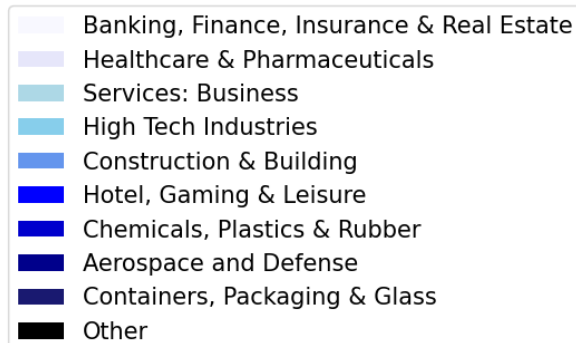 Banking, Finance, Insurance & Real Estate
Healthcare & Pharmaceuticals
Services: Business
High Tech Industries
Construction & Building
Hotel, Gaming & Leisure
Chemicals, Plastics & Rubber
Aerospace and Defense
Containers, Packaging & Glass
Other